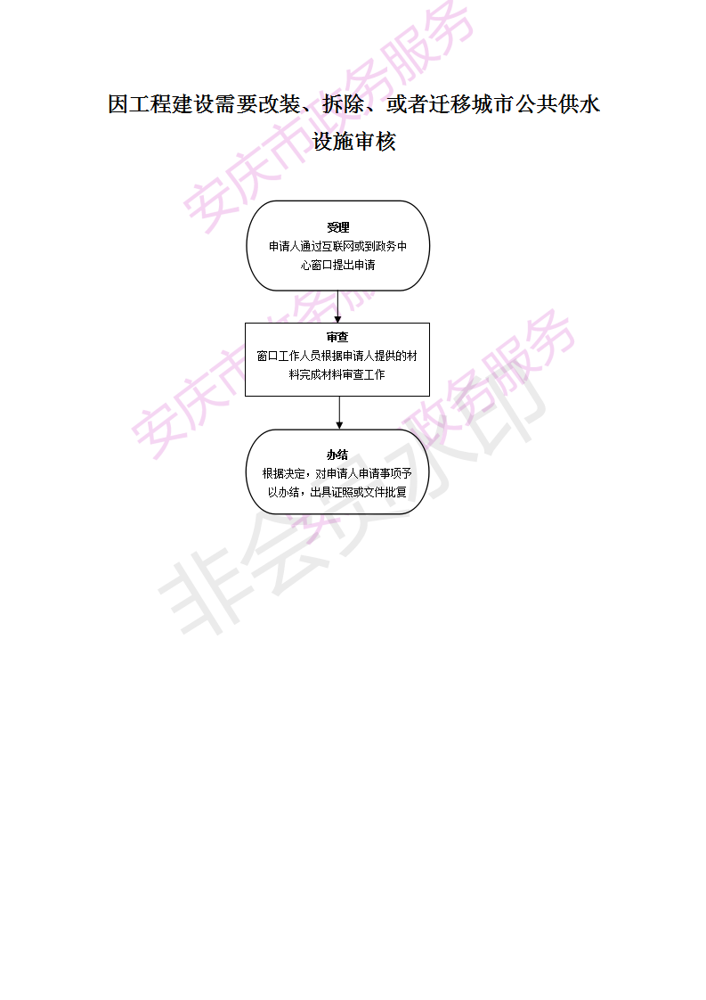 因工程建设需要改装、拆除、或者迁移城市公共供水
设施审核
安庆市政务服务
受理
申请人通过互联网或到政务中
心窗口提出申请
安庆市政务服
审查
窗口工作人员根据申请人提供的材
料完成材料审查工作
办结
根据决定，对申请人申请事项予
以办结，出具证照或文件批复
安
政务服务
非会员水印